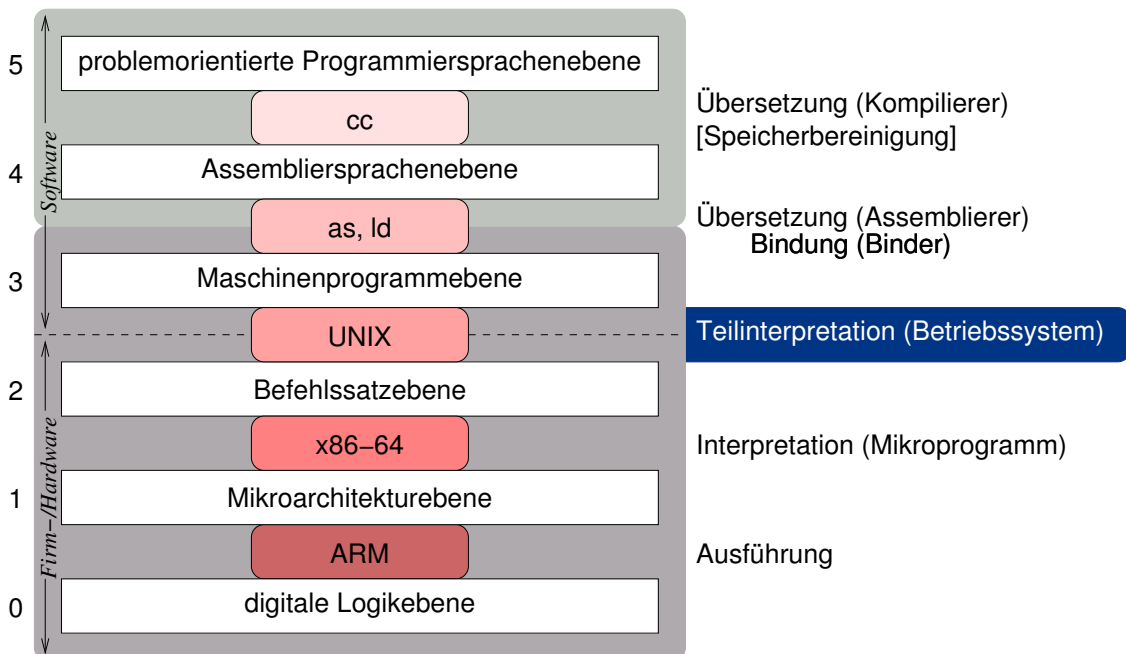 5
problemorientierte Programmiersprachenebene
cc
Übersetzung (Kompilierer)
[Speicherbereinigung]
Software
4
Assembliersprachenebene
as, ld
Übersetzung (Assemblierer)
Bindung (Binder)
3
Maschinenprogrammebene
UNIX
Teilinterpretation (Betriebssystem)
2
Befehlssatzebene
x86−64
Interpretation (Mikroprogramm)
Firm−/Hardware
1
Mikroarchitekturebene
ARM
Ausführung
0
digitale Logikebene